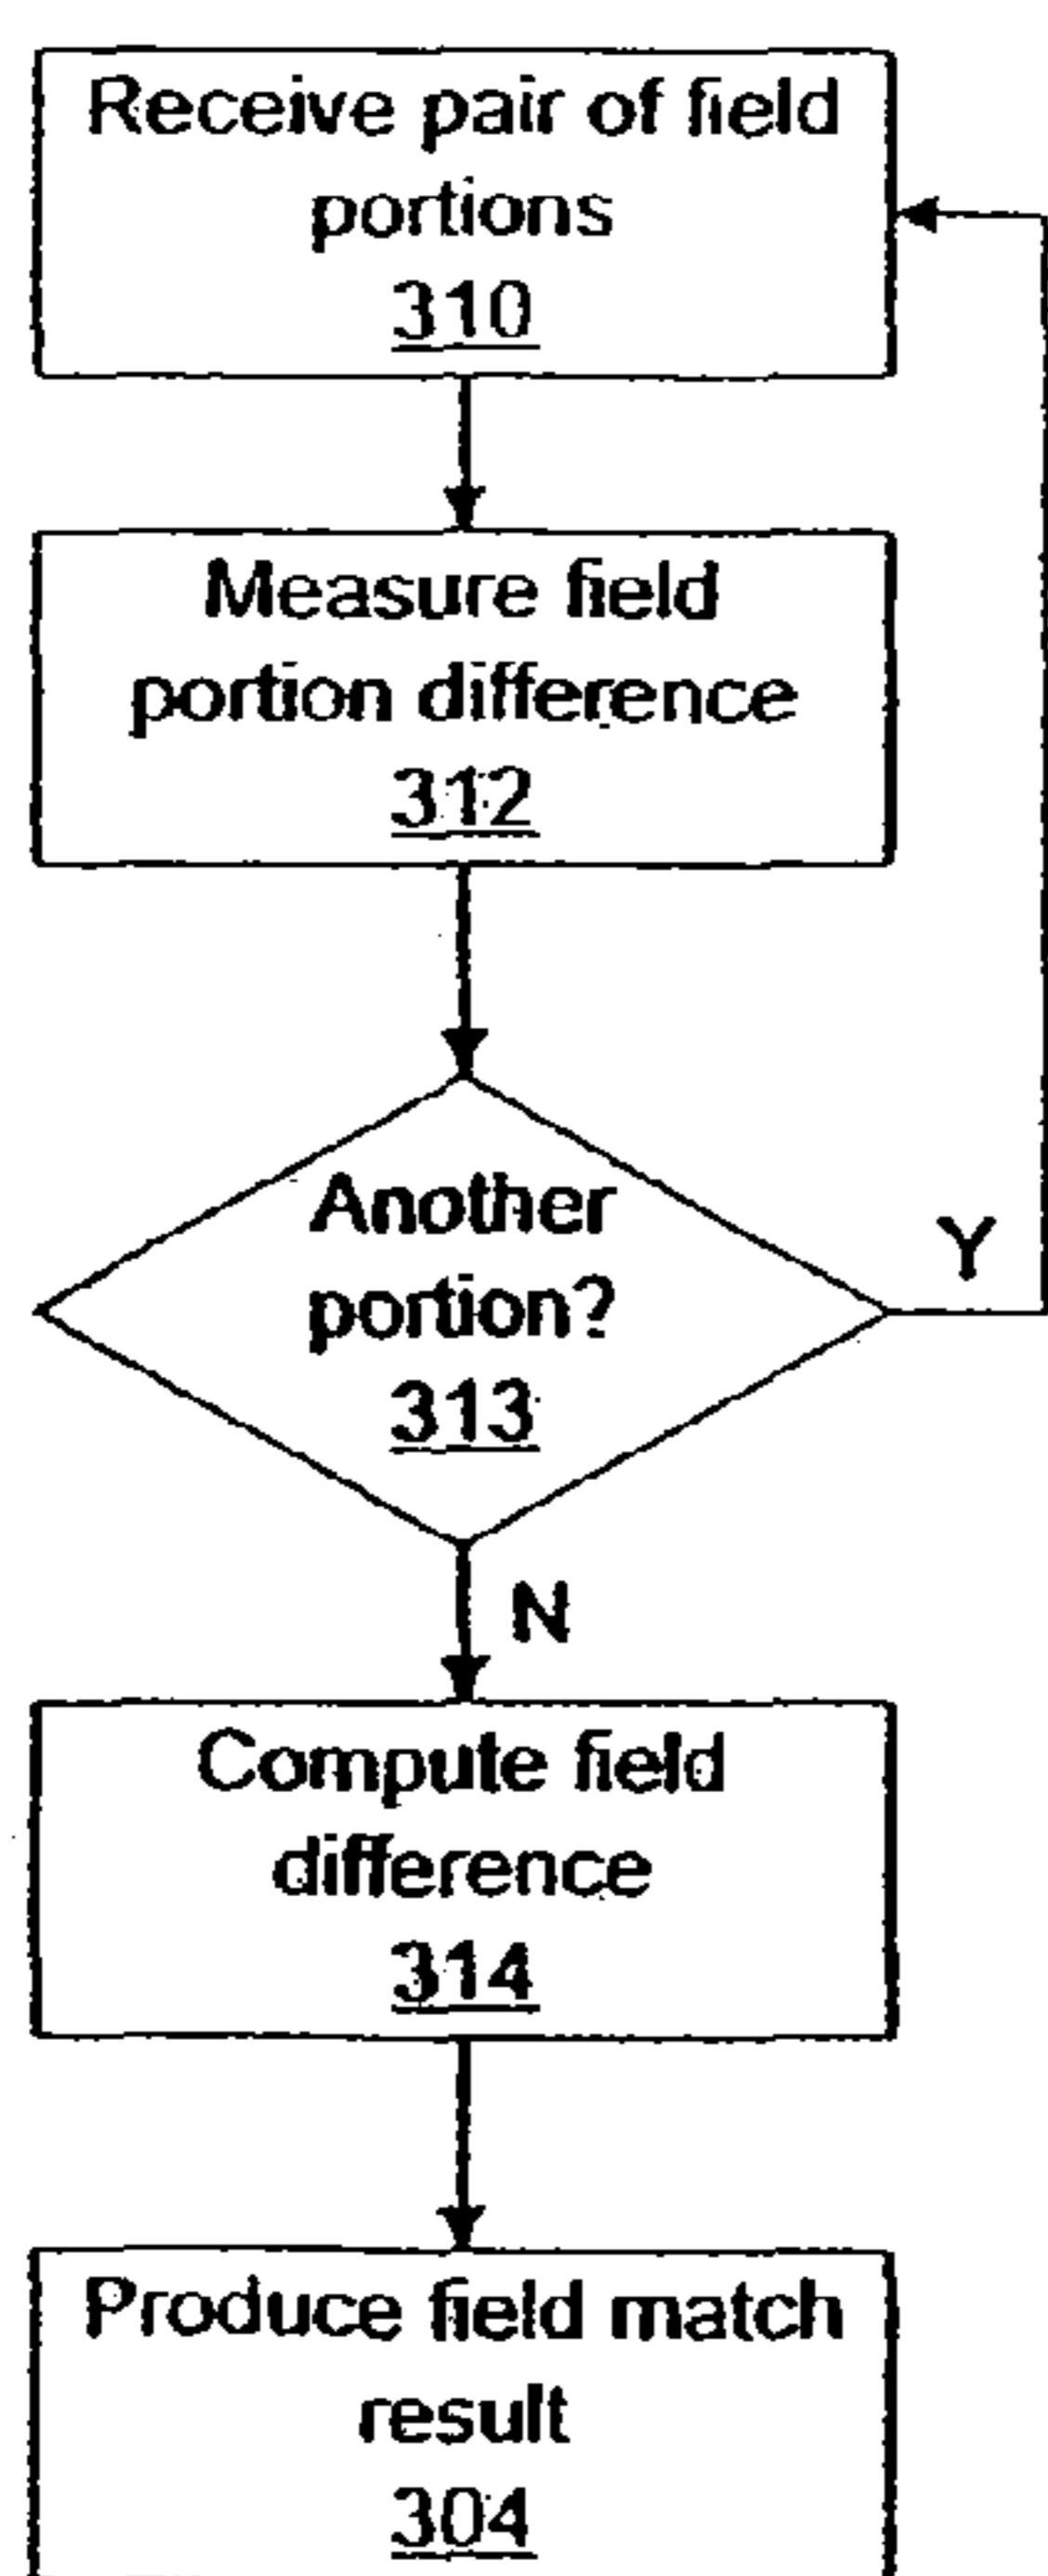 Receive pair of field
portions
310
Measure field
portion difference
312
Another
portion?
313
Y
N
Compute field
difference
314
Produce field match
result
304